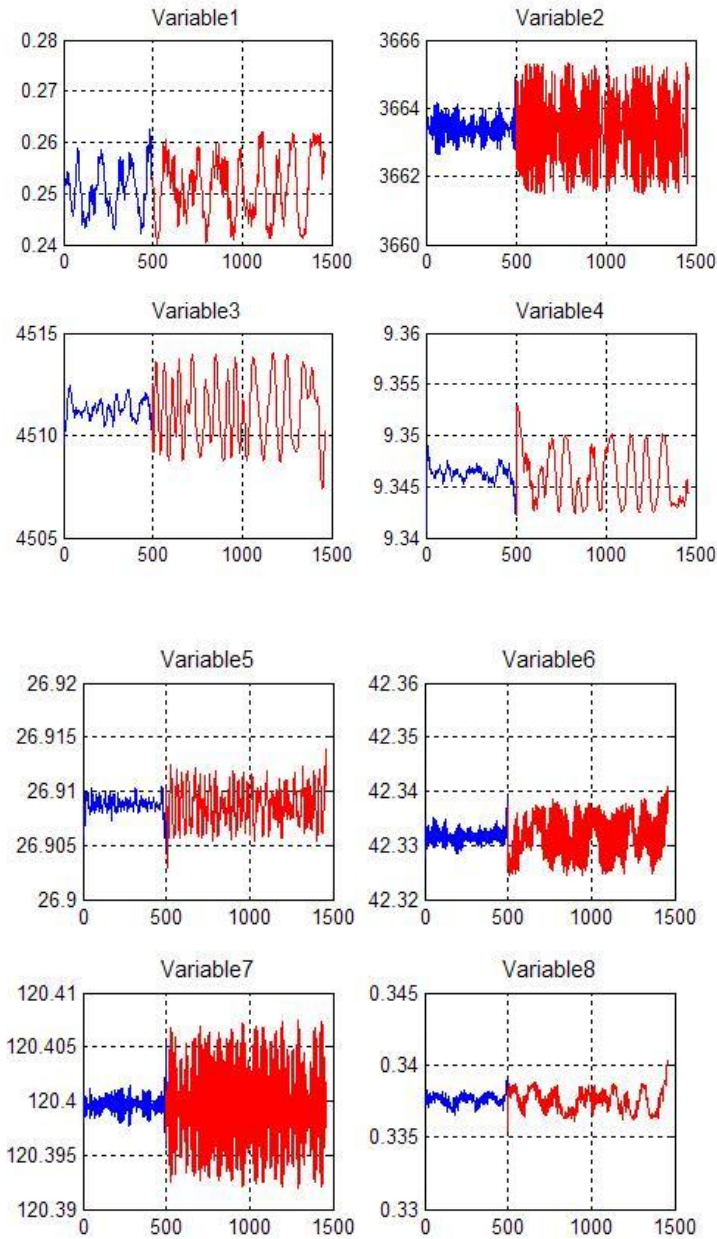 Variable1 Variable2
0.28 3666
0.27
0.26 3664
0.25 3662
0.24 3660
0 500 1000 1500 0 500 1000 1500
Variable3 Variable4
4515 9.36
9.355
4510 9.35
9.345
4505 9.34
0 500 1000 1500 0 500 1000 1500
Variable5 Variable6
26.92 42.36
26.915 42.35
26.91 42.34
26.905 42.33
26.9 42.32
0 500 1000 1500 0 500 1000 1500
Variable7 Variable8
120.41 0.345
120.405 0.34
120.4
120.395 0.335
120.39 0.33
0 500 1000 1500 0 500 1000 1500